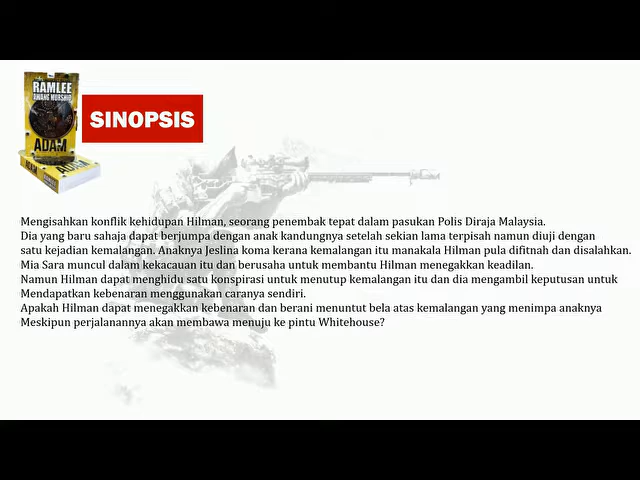 RAMLEE
AWANG MURSHID
ADAM
ADAM
SINOPSIS
Mengisahkan konflik kehidupan Hilman, seorang penembak tepat dalam pasukan Polis Diraja Malaysia.
Dia yang baru sahaja dapat berjumpa dengan anak kandungnya setelah sekian lama terpisah namun diuji dengan
satu kejadian kemalangan. Anaknya Jeslina koma kerana kemalangan itu manakala Hilman pula difitnah dan disalahkan.
Mia Sara muncul dalam kekacauan itu dan berusaha untuk membantu Hilman menegakkan keadilan.
Namun Hilman dapat menghidu satu konspirasi untuk menutup kemalangan itu dan dia mengambil keputusan untuk
Mendapatkan kebenaran menggunakan caranya sendiri.
Apakah Hilman dapat menegakkan kebenaran dan berani menuntut bela atas kemalangan yang menimpa anaknya
Meskipun perjalanannya akan membawa menuju ke pintu Whitehouse?